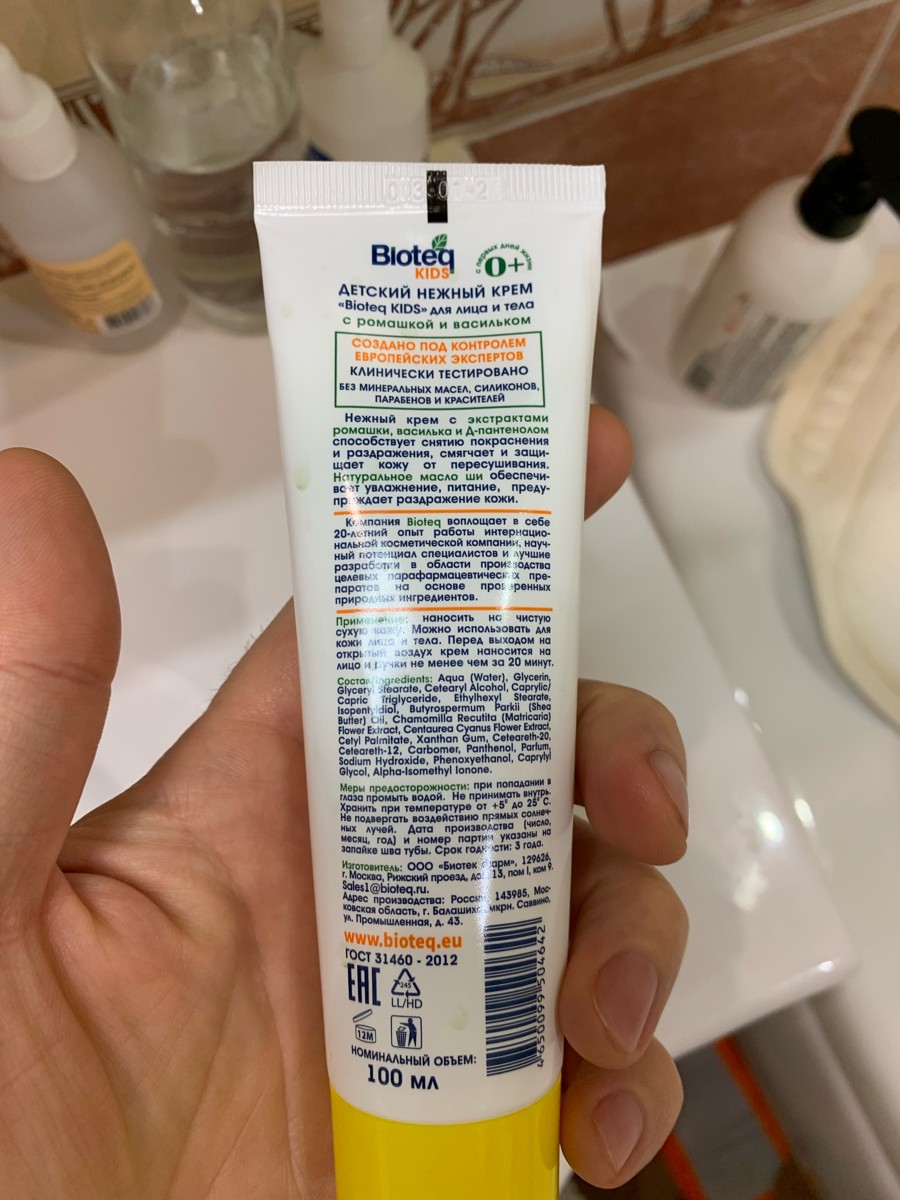 Bioteq
KIDS
с первых дней жизни
0+
ДЕТСКИЙ НЕЖНЫЙ КРЕМ
«Bioteq KIDS» для лица и тела
с ромашкой и васильком
СОЗДАНО ПОД КОНТРОЛЕМ
ЕВРОПЕЙСКИХ ЭКСПЕРТОВ
КЛИНИЧЕСКИ ТЕСТИРОВАНО
БЕЗ МИНЕРАЛЬНЫХ МАСЕЛ, СИЛИКОНОВ,
ПАРАБЕНОВ И КРАСИТЕЛЕЙ
Нежный крем с экстрактами
ромашки, василька и Д-пантенолом
способствует снятию покраснения
и раздражения, смягчает и защи-
щает кожу от пересушивания.
Натуральное масло ши обеспечи-
вает увлажнение, питание, преду-
преждает раздражение кожи.
Компания Bioteq воплощает в себе
20-летний опыт работы интернацио-
нальной косметической компании, науч-
ный потенциал специалистов и лучшие
разработки в области производства
целевых парафармацевтических пре-
паратов на основе проверенных
природных ингредиентов.
Применение: наносить на чистую
сухую кожу. Можно использовать для
кожи лица и тела. Перед выходом на
открытый воздух крем наносится на
лицо и ручки не менее чем за 20 минут.
Состав/Ingredients: Aqua (Water), Glycerin,
Glyceryl Stearate, Cetearyl Alcohol, Caprylic/
Capric Triglyceride, Ethylhexyl Stearate,
Isopentyldiol, Butyrospermum Parkii (Shea
Butter) Oil, Chamomilla Recutita (Matricaria)
Flower Extract, Centaurea Cyanus Flower Extract,
Cetyl Palmitate, Xanthan Gum, Ceteareth-20,
Ceteareth-12, Carbomer, Panthenol, Parfum,
Sodium Hydroxide, Phenoxyethanol, Caprylyl
Glycol, Alpha-Isomethyl Ionone.
Меры предосторожности: при попадании в
глаза промыть водой. Не принимать внутрь.
Хранить при температуре от +5° до 25° С.
Не подвергать воздействию прямых солнеч-
ных лучей. Дата производства (число,
месяц, год) и номер партии указаны на
запайке шва тубы. Срок годности: 3 года.
Изготовитель: ООО «Биотек фарм», 129626,
г. Москва, Рижский проезд, дом 13, пом I, ком 9.
Sales1@bioteq.ru.
Адрес производства: Россия, 143985, Мос-
ковская область, г. Балашиха, мкрн. Саввино,
ул. Промышленная, д. 43.
www.bioteq.eu
ГОСТ 31460 - 2012
EAC
245
LL/HD
12M
НОМИНАЛЬНЫЙ ОБЪЕМ:
100 МЛ
4 650099 504642